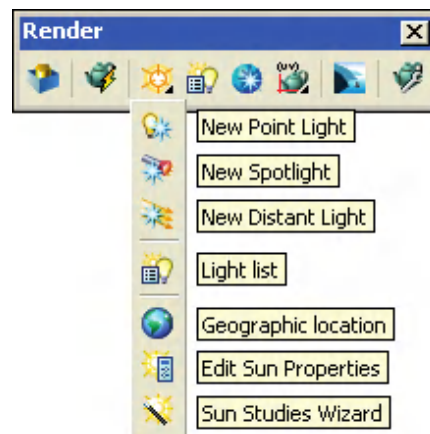 Render
(UV)
New Point Light
New Spotlight
New Distant Light
Light list
Geographic location
Edit Sun Properties
Sun Studies Wizard